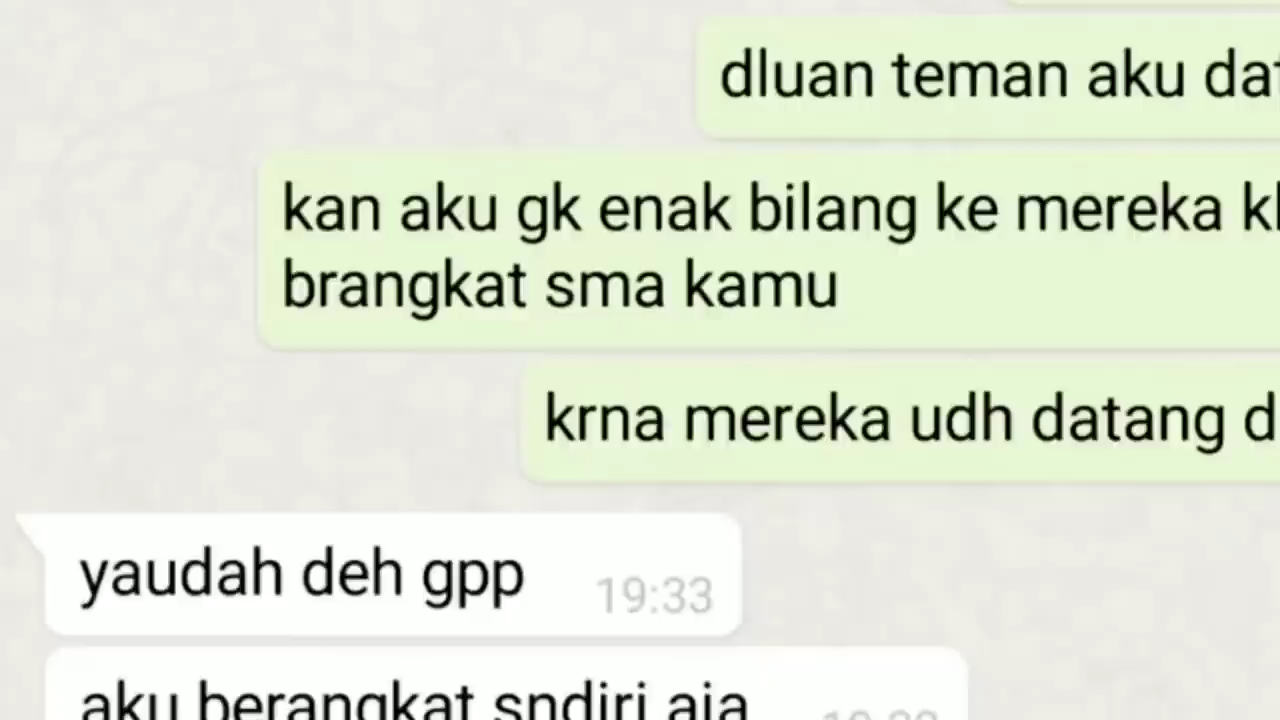 dluan teman aku
kan aku gk enak bilang ke mereka
brangkat sma kamu
krna mereka udh datang
yaudah deh gpp 19:33
aku berangkat sndiri aja